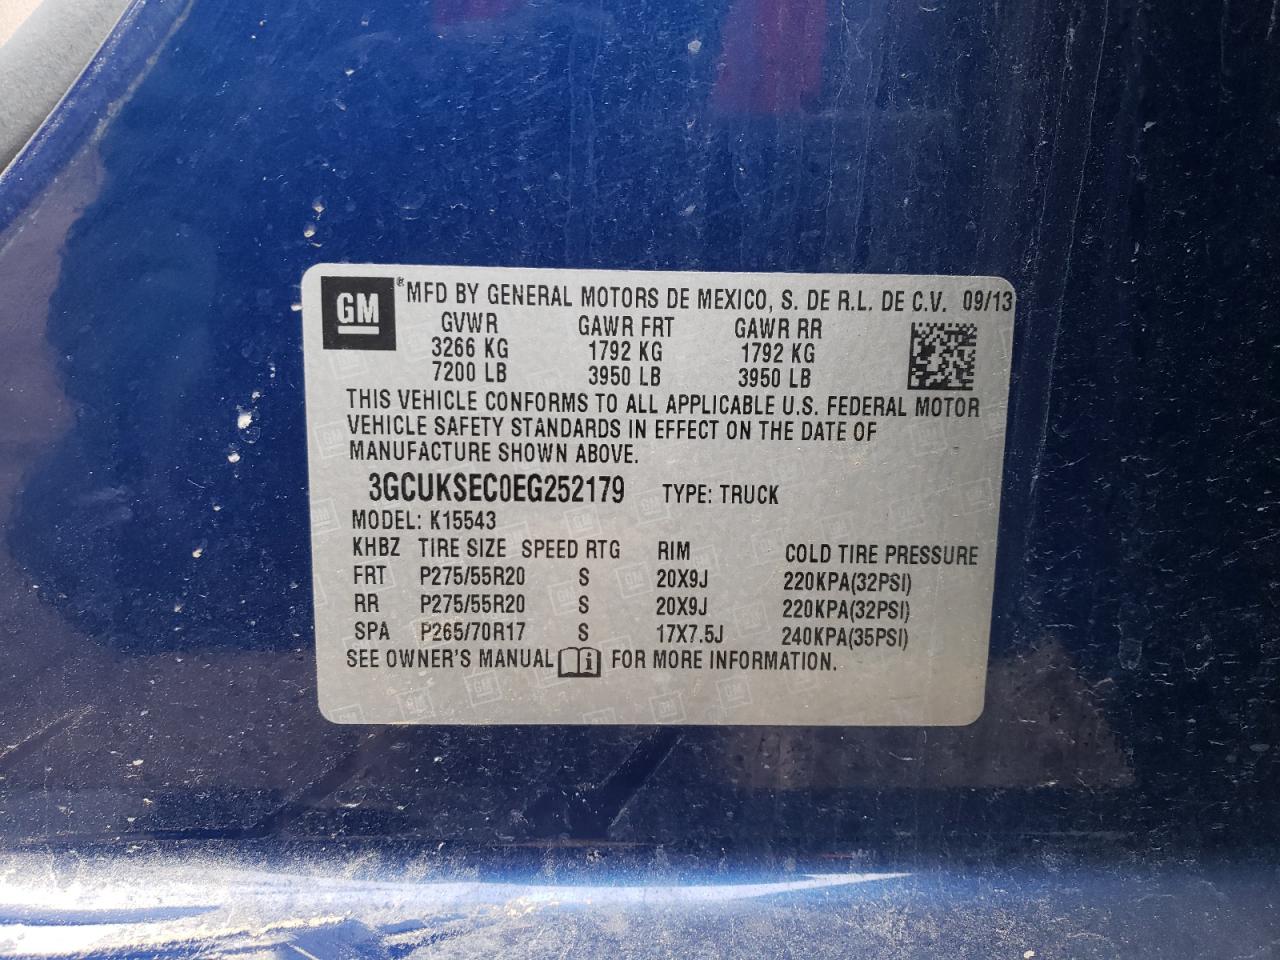 GM ® MFD BY GENERAL MOTORS DE MEXICO, S. DE R.L. DE C.V. 09/13
GVWR GAWR FRT GAWR RR
3266 KG 1792 KG 1792 KG
7200 LB 3950 LB 3950 LB
THIS VEHICLE CONFORMS TO ALL APPLICABLE U.S. FEDERAL MOTOR
VEHICLE SAFETY STANDARDS IN EFFECT ON THE DATE OF
MANUFACTURE SHOWN ABOVE.
3GCUKSEC0EG252179 TYPE: TRUCK
MODEL: K15543
KHBZ TIRE SIZE SPEED RTG RIM COLD TIRE PRESSURE
FRT P275/55R20 S 20X9J 220KPA(32PSI)
RR P275/55R20 S 20X9J 220KPA(32PSI)
SPA P265/70R17 S 17X7.5J 240KPA(35PSI)
SEE OWNER'S MANUAL i FOR MORE INFORMATION.